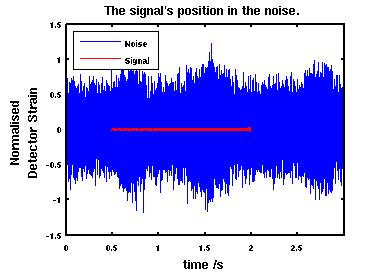 The signal's position in the noise.
Normalised
Detector Strain
1.5
1
0.5
0
-0.5
-1
-1.5
Noise
Signal
0 0.5 1 1.5 2 2.5
time /s